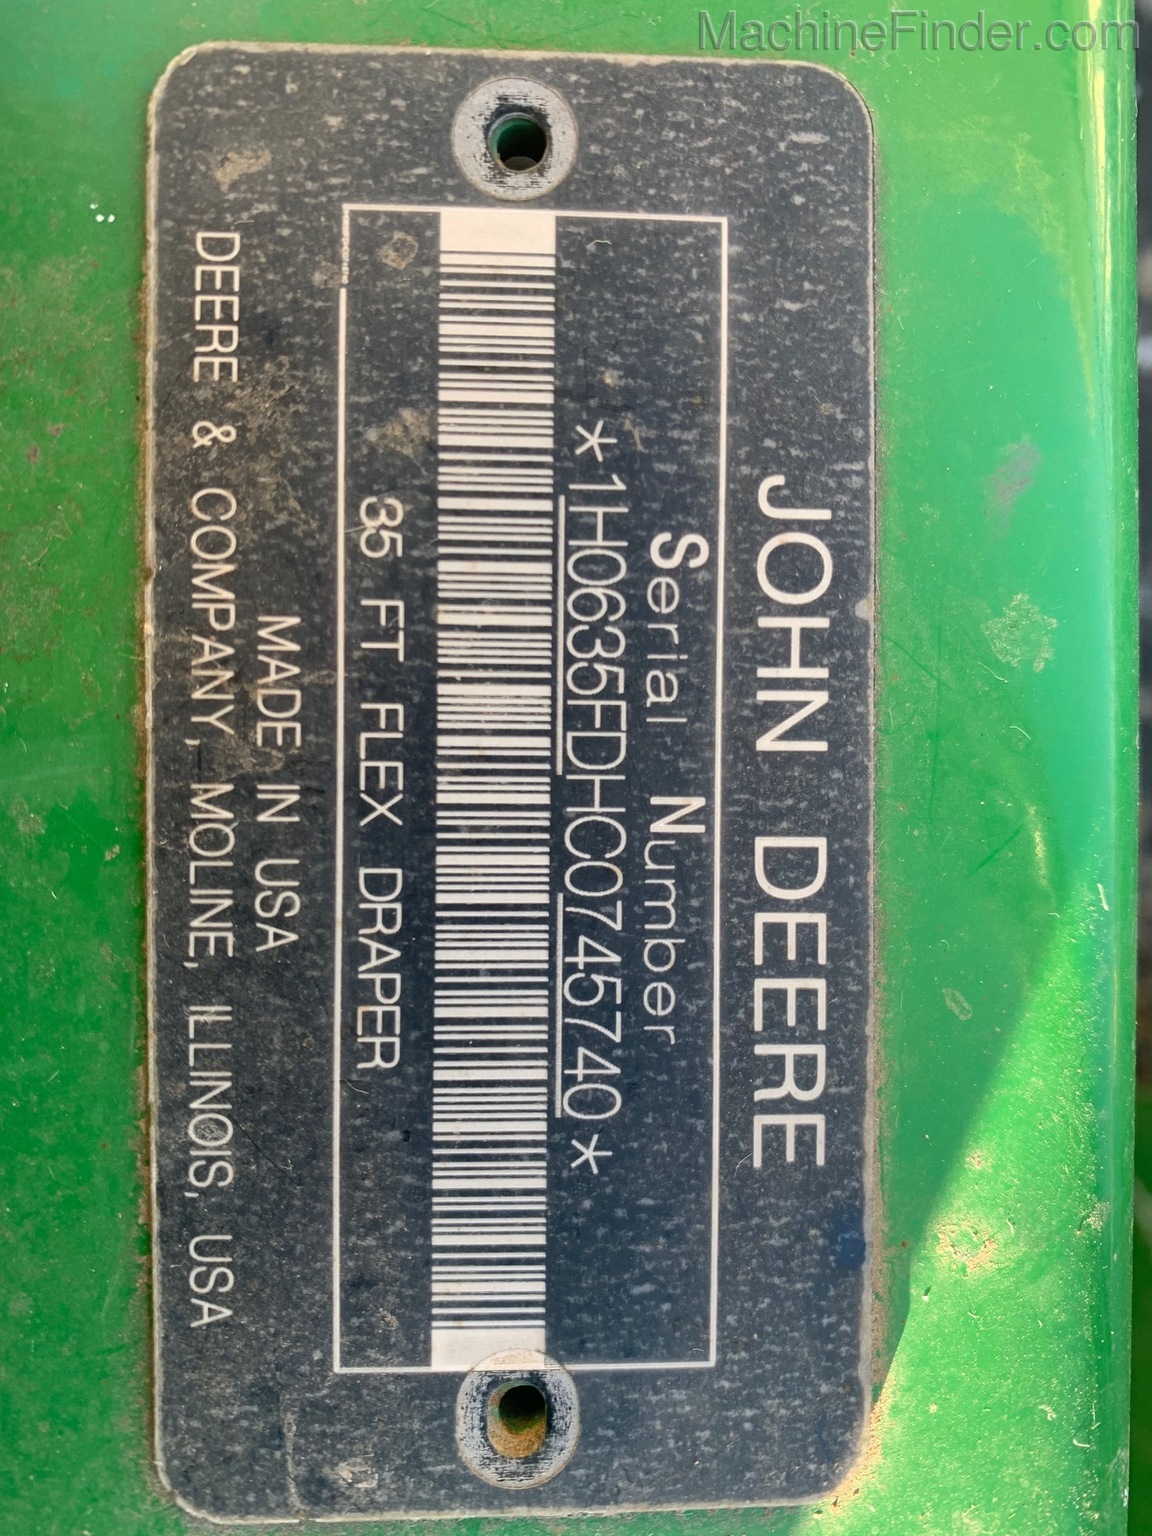 MachineFinder.com
JOHN DEERE
Serial Number
*1H0635FDHC0745740*
35 FT FLEX DRAPER
MADE IN USA
DEERE & COMPANY, MOLINE, ILLINOIS, USA